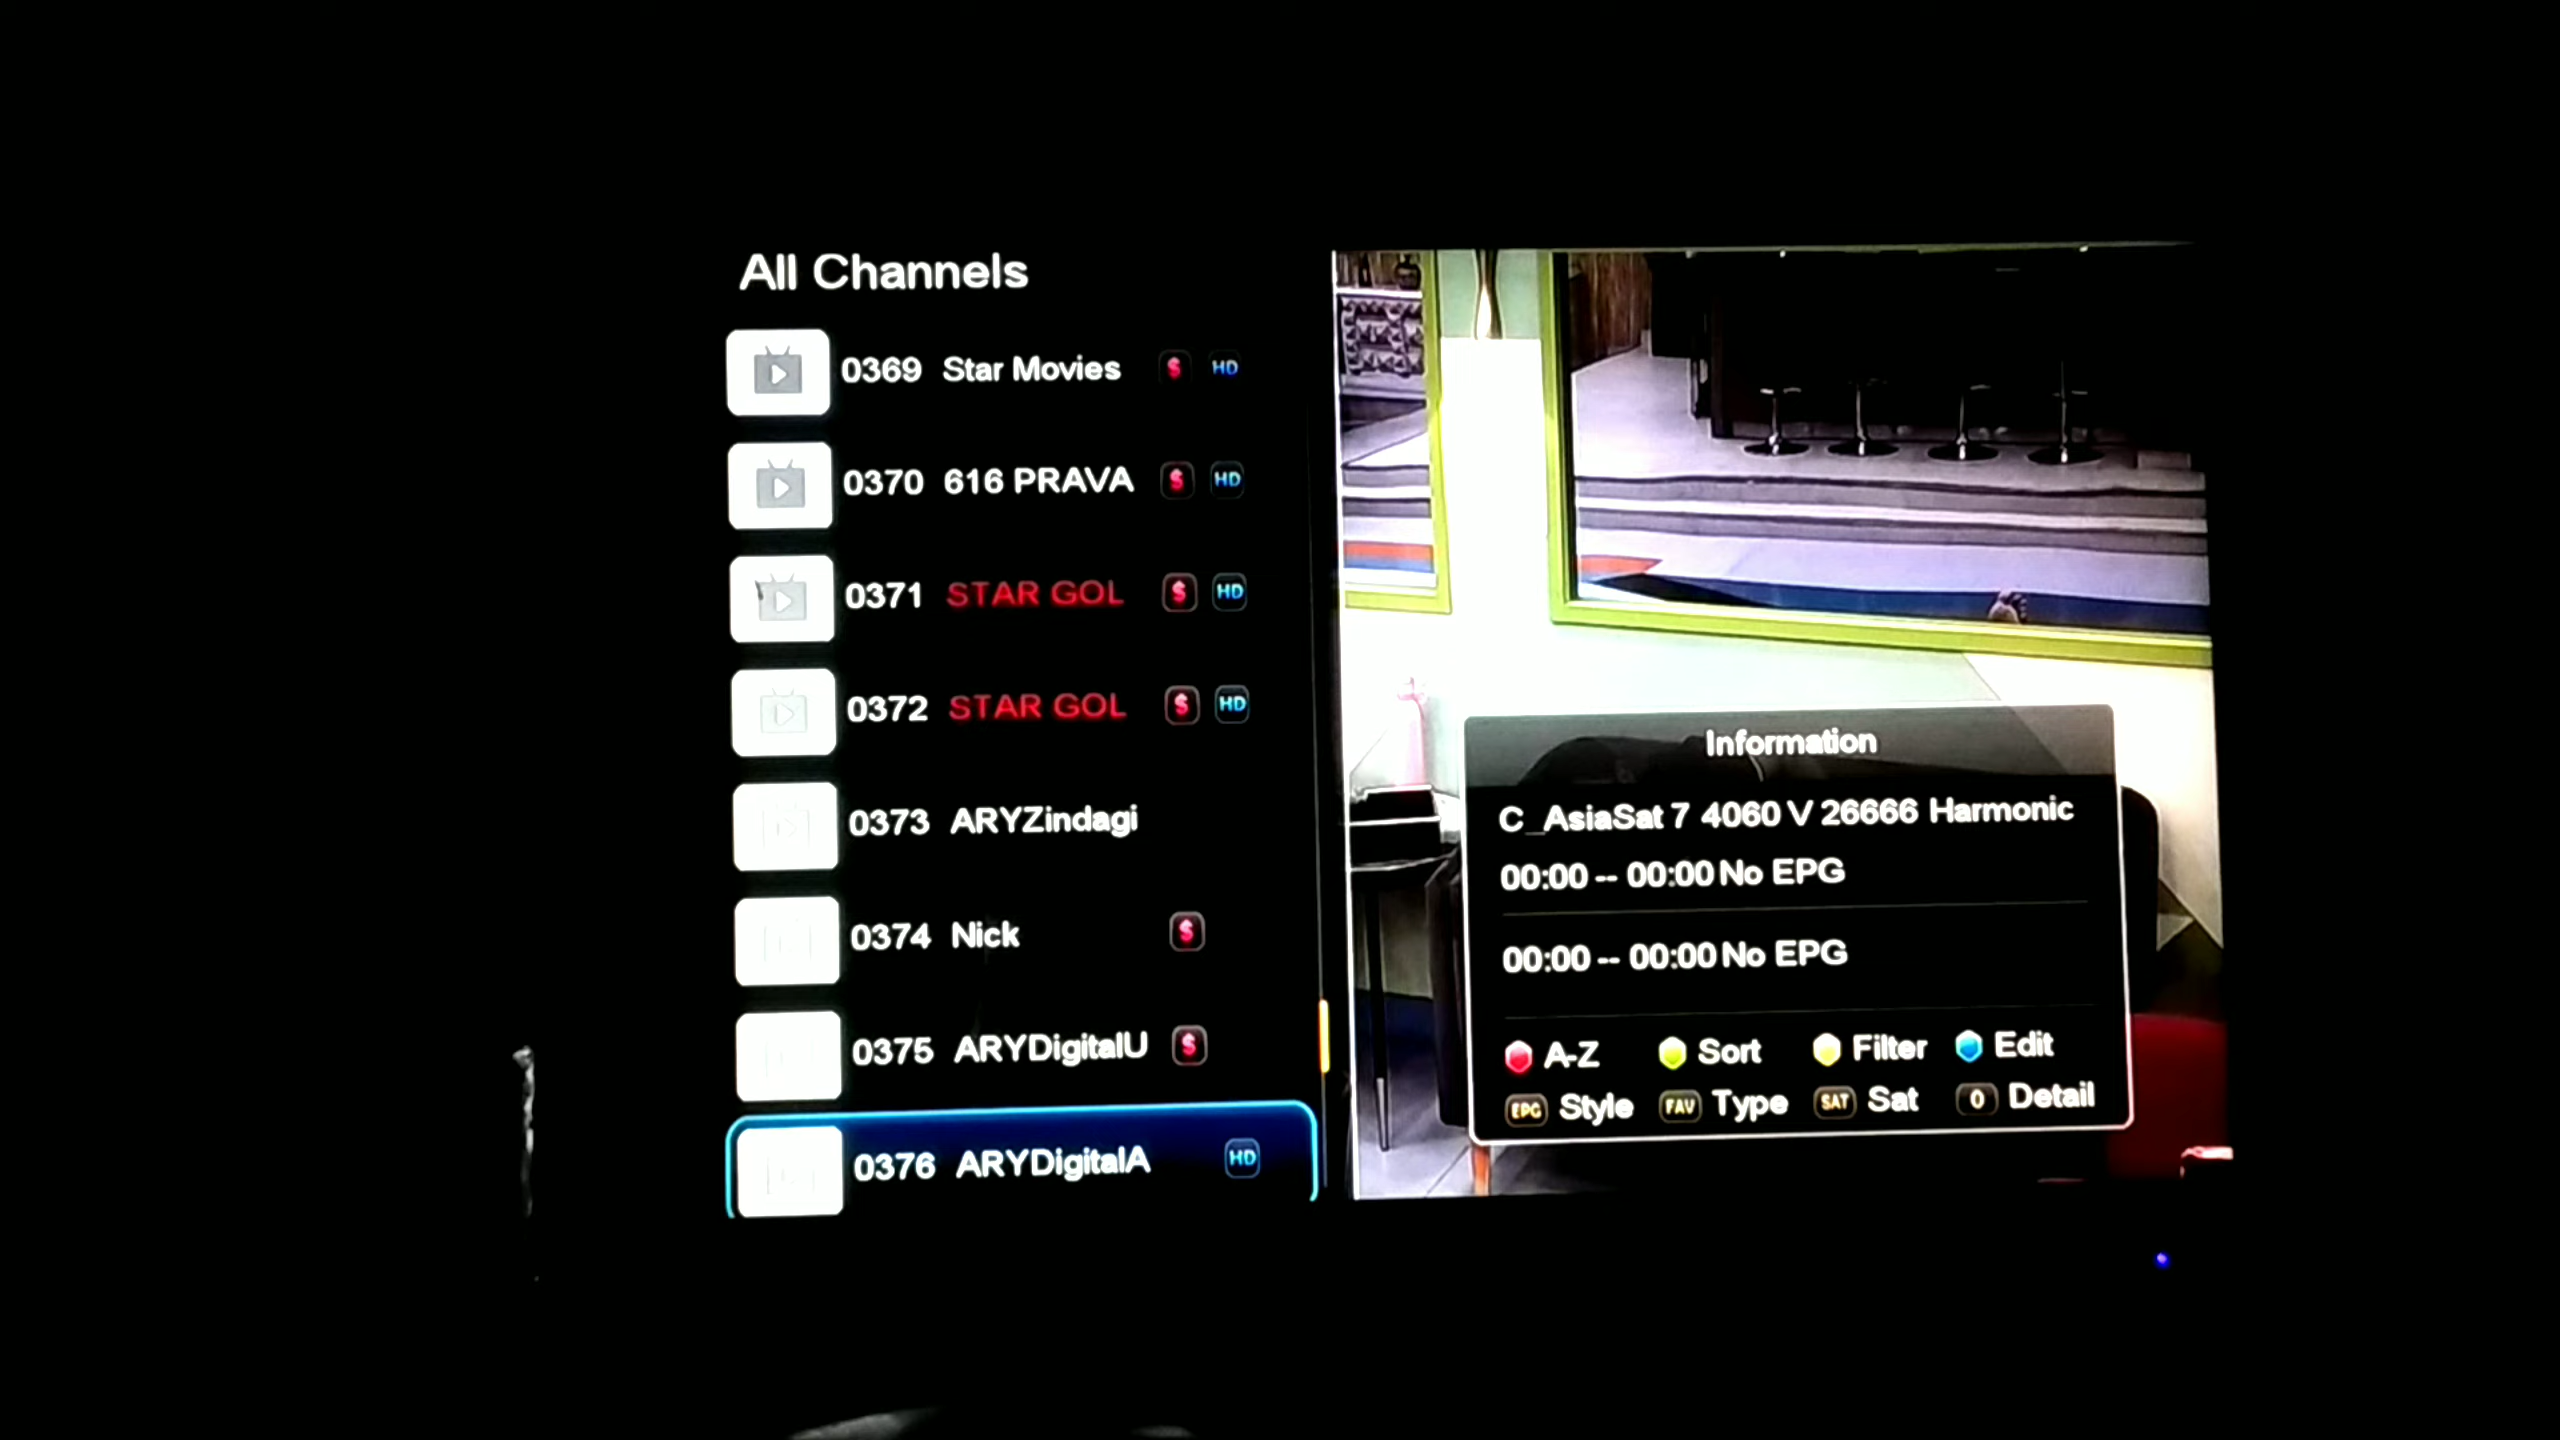 All Channels
0369 Star Movies $ HD
0370 616 PRAVA $ HD
0371 STAR GOL $ HD
0372 STAR GOL $ HD
0373 ARYZindagi
0374 Nick $
0375 ARYDigitalU $
0376 ARYDigitalA HD
Information
C_AsiaSat 7 4060 V 26666 Harmonic
00:00 -- 00:00 No EPG
00:00 -- 00:00 No EPG
A-Z Sort Filter Edit
EPG Style FAV Type SAT Sat 0 Detail